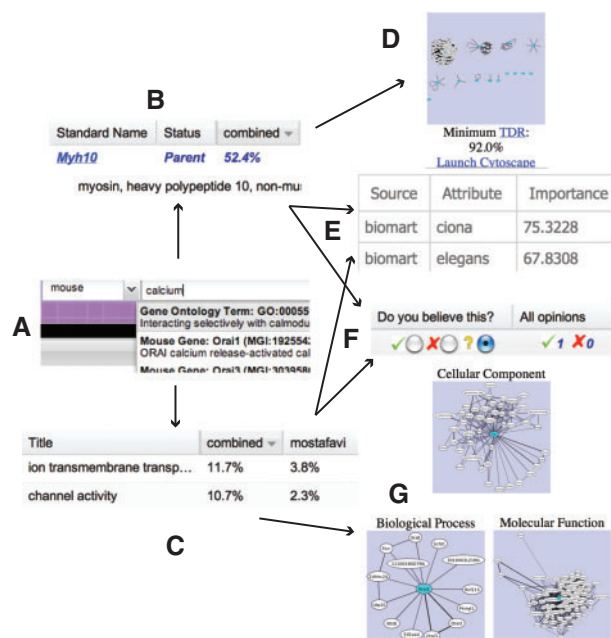 D
B
Standard Name Status combined
Myh10 Parent 52.4%
myosin, heavy polypeptide 10, non-mu
Minimum TDR:
92.0%
Launch Cytoscape
E
Source Attribute Importance
biomart ciona 75.3228
biomart elegans 67.8308
A
mouse calcium
Gene Ontology Term: GO:00055
Interacting selectively with calmodu
Mouse Gene: Orai1 (MGI:1925542
ORAI calcium release-activated cal
Mouse Gene: Orai3 (MGI:3039586
F
Do you believe this? All opinions
✓ ✗ ? ✓ 1 ✗ 0
Cellular Component
Title combined mostafavi
ion transmembrane transp... 11.7% 3.8%
channel activity 10.7% 2.3%
C
G
Biological Process Molecular Function